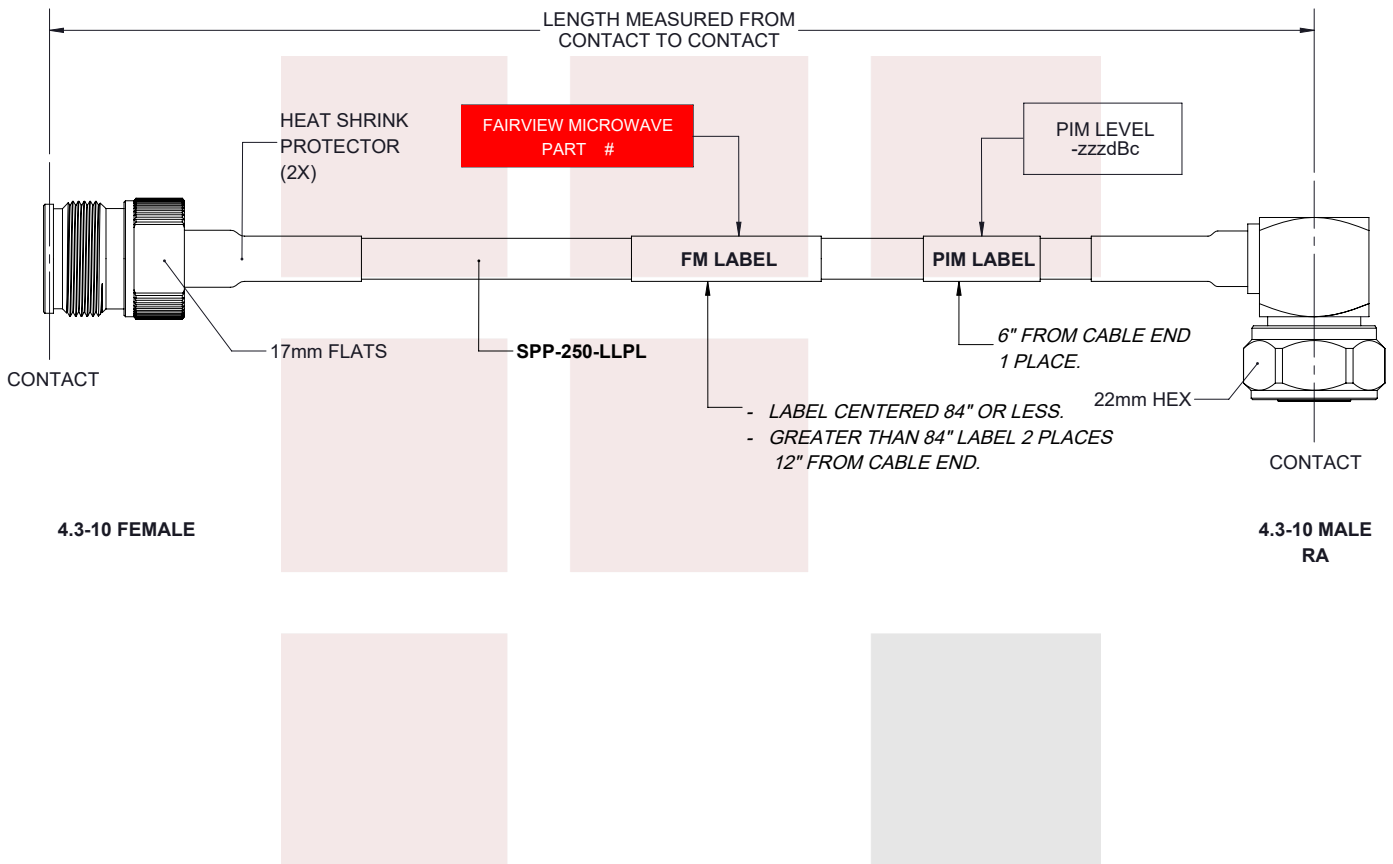 LENGTH MEASURED FROM
CONTACT TO CONTACT
HEAT SHRINK
PROTECTOR
(2X)
FAIRVIEW MICROWAVE
PART #
PIM LEVEL
-zzzdBc
FM LABEL
PIM LABEL
17mm FLATS
SPP-250-LLPL
6" FROM CABLE END
1 PLACE.
CONTACT
22mm HEX
- LABEL CENTERED 84" OR LESS.
- GREATER THAN 84" LABEL 2 PLACES
12" FROM CABLE END.
CONTACT
4.3-10 FEMALE
4.3-10 MALE
RA